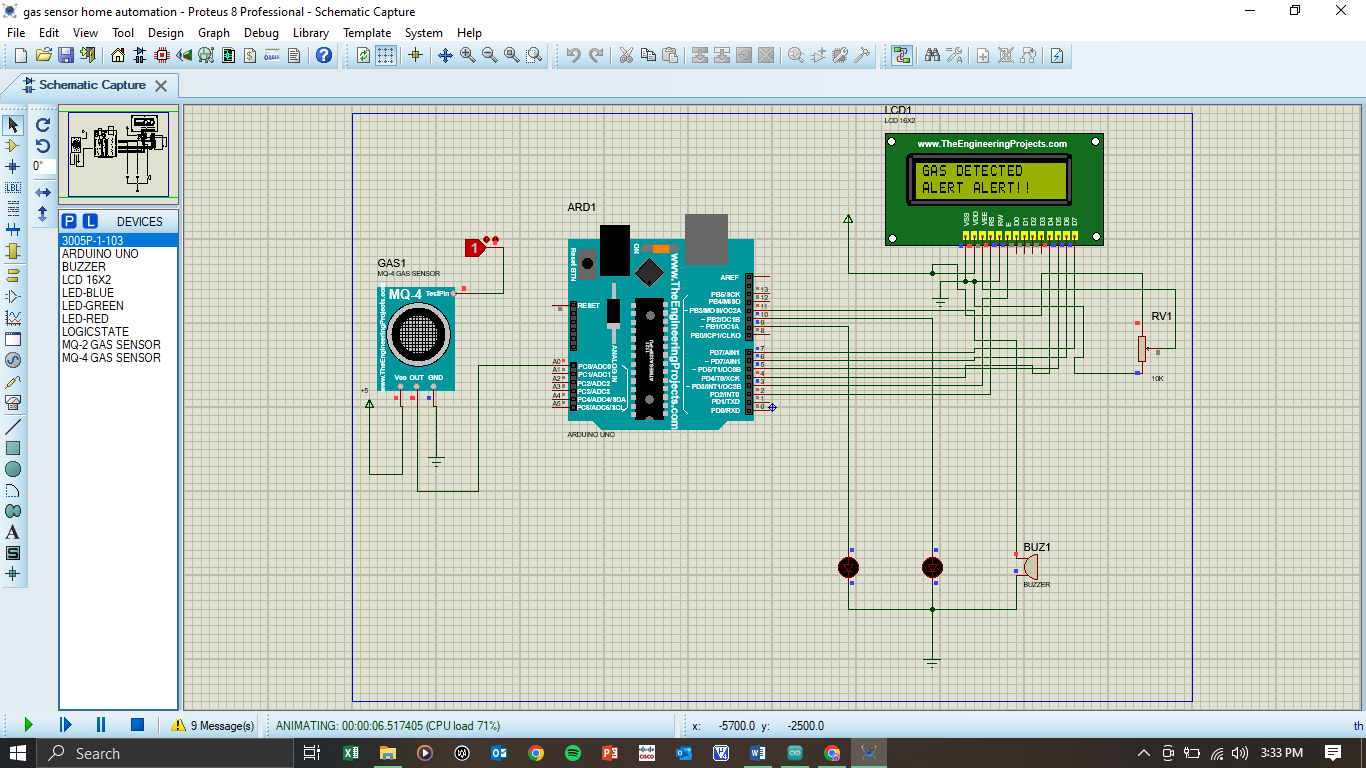 gas sensor home automation - Proteus 8 Professional - Schematic Capture
File Edit View Tool Design Graph Debug Library Template System Help
Schematic Capture
0°
LBL
P L DEVICES
3005P-1-103
ARDUINO UNO
BUZZER
LCD 16X2
LED-BLUE
LED-GREEN
LED-RED
LOGICSTATE
MQ-2 GAS SENSOR
MQ-4 GAS SENSOR
A
S
LCD1
LCD 16X2
www.TheEngineeringProjects.com
GAS DETECTED
ALERT ALERT!!
VSS VDD VEE RS RW E D0 D1 D2 D3 D4 D5 D6 D7
ARD1
1
GAS1
MQ-4 GAS SENSOR
MQ-4 TestPin
www.TheEngineeringProjects.com
OUT GND
+5
Reset BTN
ON
www.TheEngineeringProjects.com
RESET
ANALOG IN
A0 PC0/ADC0
A1 PC1/ADC1
A2 PC2/ADC2
A3 PC3/ADC3
A4 PC4/ADC4/SDA
A5 PC5/ADC5/SCL
AREF
PB5/SCK 13
PB4/MISO 12
~ PB3/MOSI/OC2A 11
~ PB2/OC1B 10
~ PB1/OC1A 9
PB0/ICP1/CLKO 8
PD7/AIN1 7
~ PD6/T1/OC0B 5
PD4/T0/XCK 4
~ PD3/INT1/OC2B 3
PD2/INT0 2
PD1/TXD 1
PD0/RXD 0
ARDUINO UNO
RV1
10K
BUZ1
BUZZER
9 Message(s)
ANIMATING: 00:00:06.517405 (CPU load 71%)
x: -5700.0 y: -2500.0
th
Search
3:33 PM